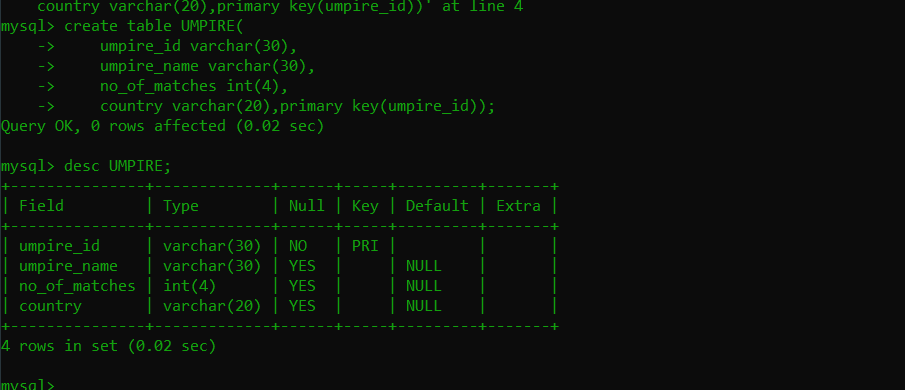 country varchar(20),primary key(umpire_id))' at line 4
mysql> create table UMPIRE(
    ->     umpire_id varchar(30),
    ->     umpire_name varchar(30),
    ->     no_of_matches int(4),
    ->     country varchar(20),primary key(umpire_id));
Query OK, 0 rows affected (0.02 sec)
mysql> desc UMPIRE;
+---------------+-------------+------+-----+---------+-------+
| Field         | Type        | Null | Key | Default | Extra |
+---------------+-------------+------+-----+---------+-------+
| umpire_id     | varchar(30) | NO   | PRI |         |       |
| umpire_name   | varchar(30) | YES  |     | NULL    |       |
| no_of_matches | int(4)      | YES  |     | NULL    |       |
| country       | varchar(20) | YES  |     | NULL    |       |
+---------------+-------------+------+-----+---------+-------+
4 rows in set (0.02 sec)
mysql>